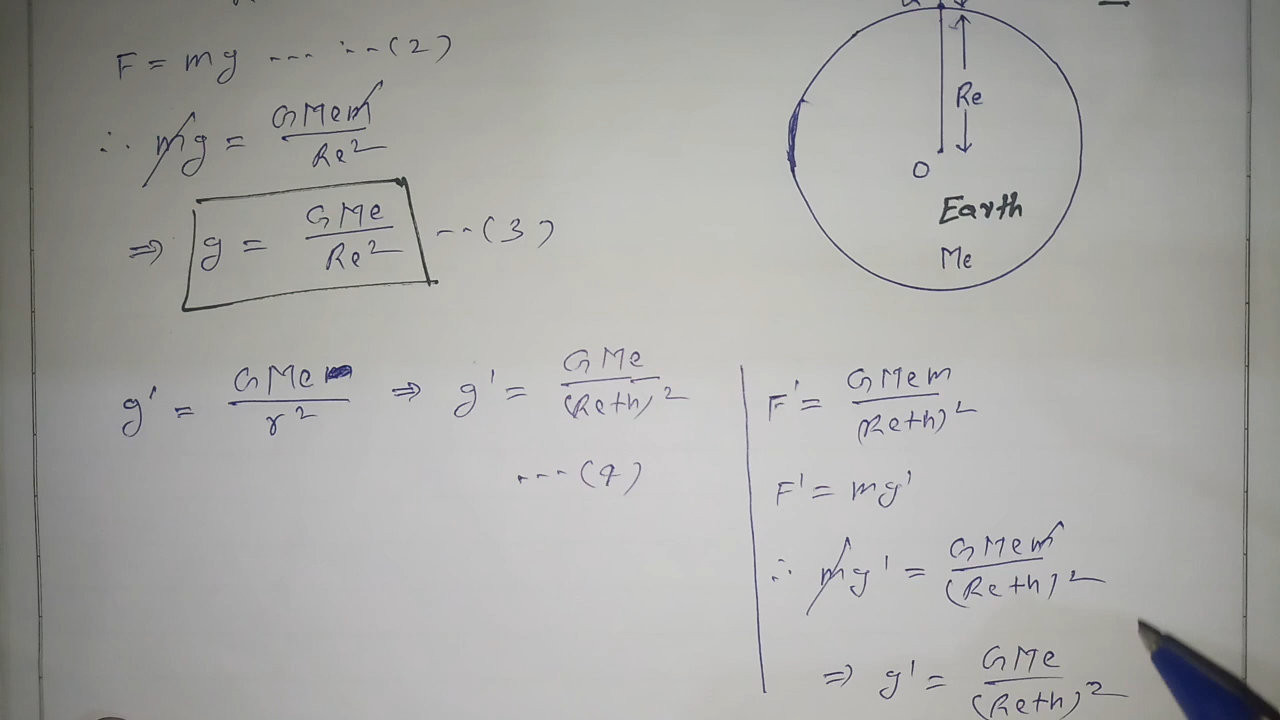 F = mg ... ...(2)
∴ mg = GMem/Re²
⇒ g = GMe/Re² --(3)
Re
O
Earth
Me
g' = GMe/r² ⇒ g' = GMe/(Re+h)²
...(4)
F' = GMem/(Re+h)²
F' = mg'
∴ mg' = GMem/(Re+h)²
⇒ g' = GMe/(Re+h)²